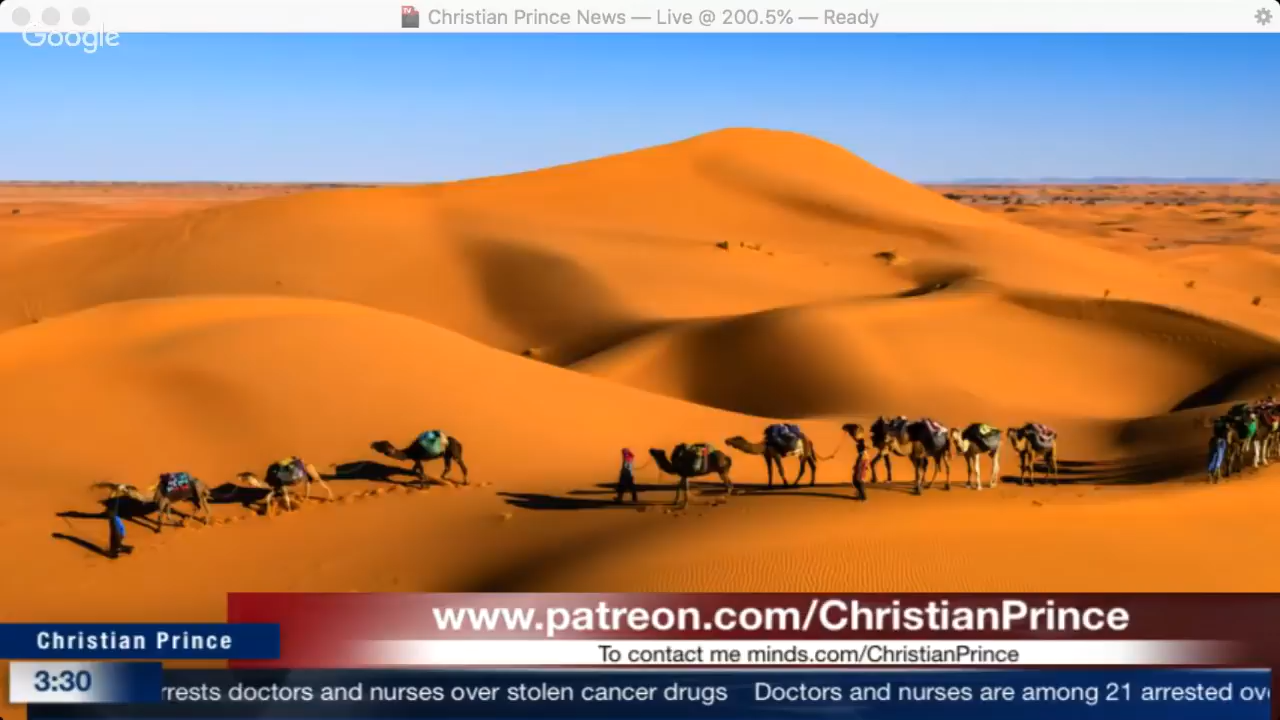 Christian Prince News — Live @ 200.5% — Ready
Google
www.patreon.com/ChristianPrince
Christian Prince
To contact me minds.com/ChristianPrince
3:30
rrests doctors and nurses over stolen cancer drugs Doctors and nurses are among 21 arrested ov